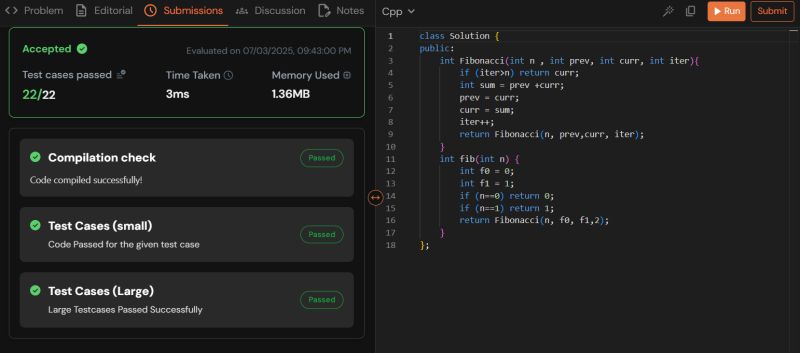 Problem Editorial Submissions Discussion Notes
Accepted
Evaluated on 07/03/2025, 09:43:00 PM
Test cases passed Time Taken Memory Used
22/22 3ms 1.36MB
Compilation check
Passed
Code compiled successfully!
Test Cases (small)
Passed
Code Passed for the given test case
Test Cases (Large)
Passed
Large Testcases Passed Successfully
Cpp Run Submit
1 class Solution {
2 public:
3 int Fibonacci(int n , int prev, int curr, int iter){
4 if (iter>n) return curr;
5 int sum = prev +curr;
6 prev = curr;
7 curr = sum;
8 iter++;
9 return Fibonacci(n, prev,curr, iter);
10 }
11 int fib(int n) {
12 int f0 = 0;
13 int f1 = 1;
14 if (n==0) return 0;
15 if (n==1) return 1;
16 return Fibonacci(n, f0, f1,2);
17 }
18 };